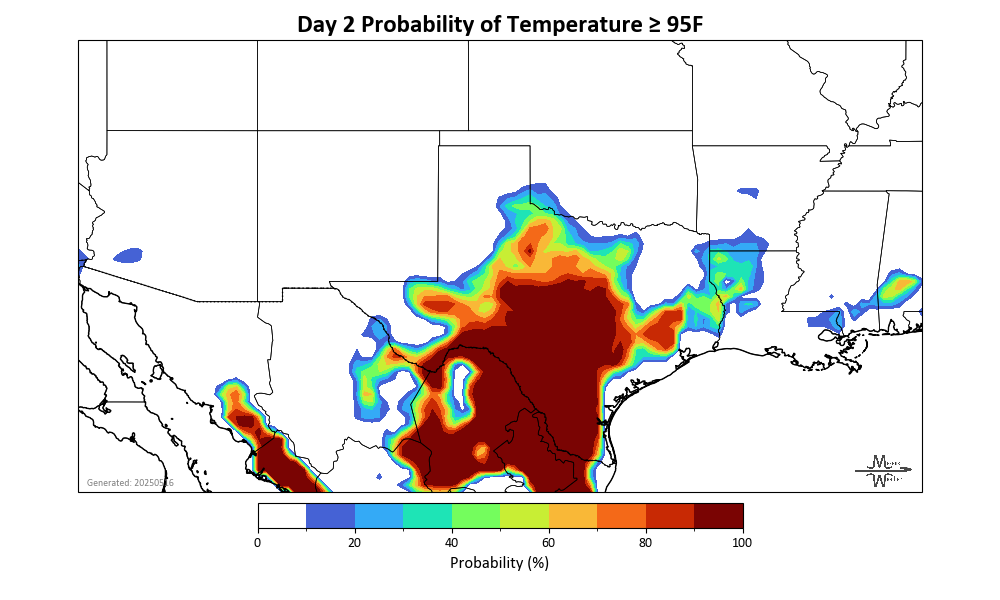 Day 2 Probability of Temperature ≥ 95F
Generated: 20250516
0 20 40 60 80 100
Probability (%)